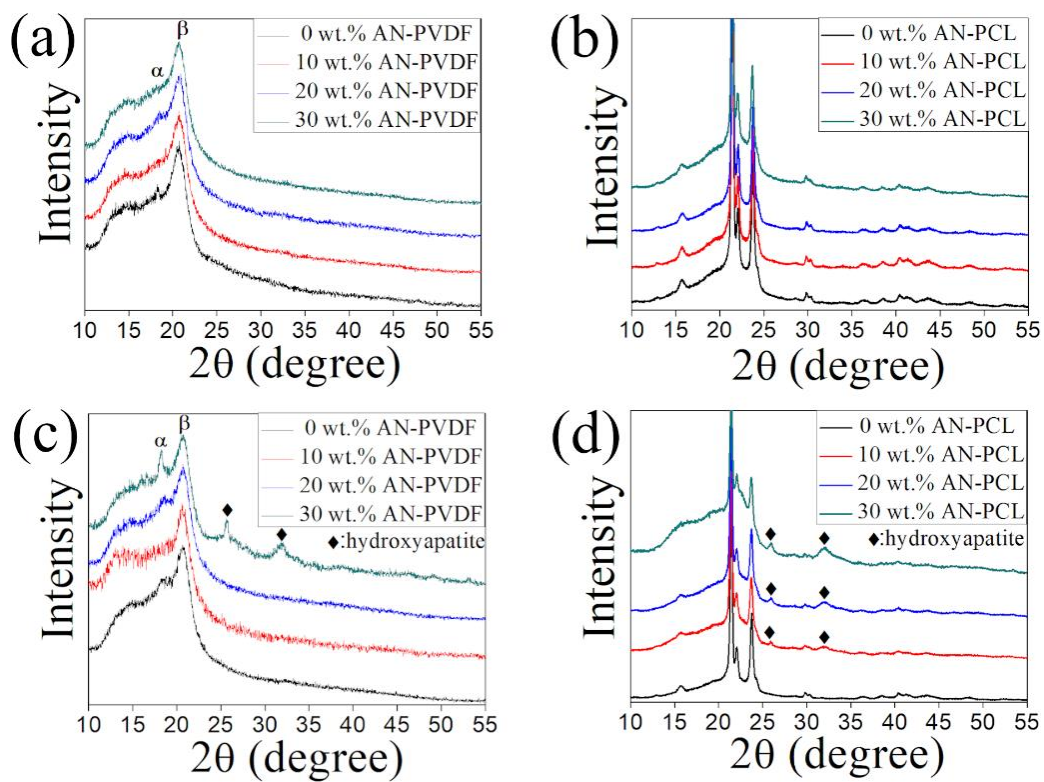 (a)
α
β
0 wt.% AN-PVDF
10 wt.% AN-PVDF
20 wt.% AN-PVDF
30 wt.% AN-PVDF
Intensity
10 15 20 25 30 35 40 45 50 55
2θ (degree)
(b)
0 wt.% AN-PCL
10 wt.% AN-PCL
20 wt.% AN-PCL
30 wt.% AN-PCL
Intensity
10 15 20 25 30 35 40 45 50 55
2θ (degree)
(c)
α
β
0 wt.% AN-PVDF
10 wt.% AN-PVDF
20 wt.% AN-PVDF
30 wt.% AN-PVDF
♦:hydroxyapatite
Intensity
10 15 20 25 30 35 40 45 50 55
2θ (degree)
(d)
0 wt.% AN-PCL
10 wt.% AN-PCL
20 wt.% AN-PCL
30 wt.% AN-PCL
♦:hydroxyapatite
Intensity
10 15 20 25 30 35 40 45 50 55
2θ (degree)